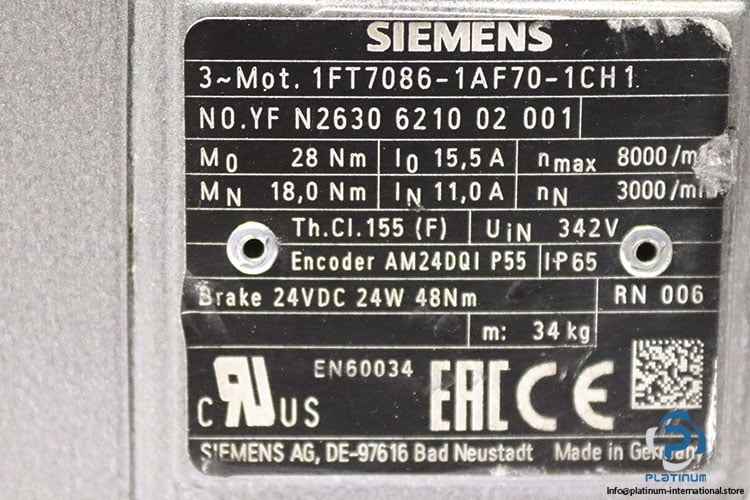 SIEMENS
3~Mot. 1FT7086-1AF70-1CH1
NO.YF N2630 6210 02 001
M0 28 Nm I0 15,5 A nmax 8000 /m
MN 18,0 Nm IN 11,0 A nN 3000 /min
Th.Cl.155 (F) UIN 342V
Encoder AM24DQI P55 IP65
Brake 24VDC 24W 48Nm RN 006
m: 34 kg
EN60034
C RU US EAC CE
SIEMENS AG, DE-97616 Bad Neustadt Made in Germany
PLATINUM
Info@platinum-international.store